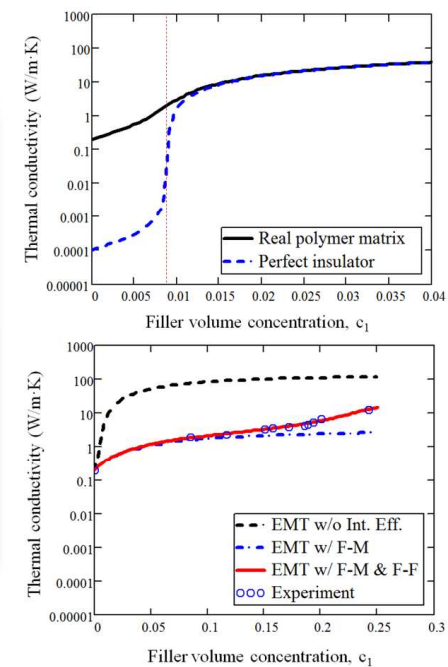 1000
100
10
1
0.1
0.01
0.001
0.0001
0.00001
Thermal conductivity (W/m·K)
Real polymer matrix
Perfect insulator
0 0.005 0.01 0.015 0.02 0.025 0.03 0.035 0.04
Filler volume concentration, c₁
1000
100
10
1
0.1
0.01
0.001
0.0001
0.00001
Thermal conductivity (W/m·K)
EMT w/o Int. Eff.
EMT w/ F-M
EMT w/ F-M & F-F
Experiment
0 0.05 0.1 0.15 0.2 0.25 0.3
Filler volume concentration, c₁